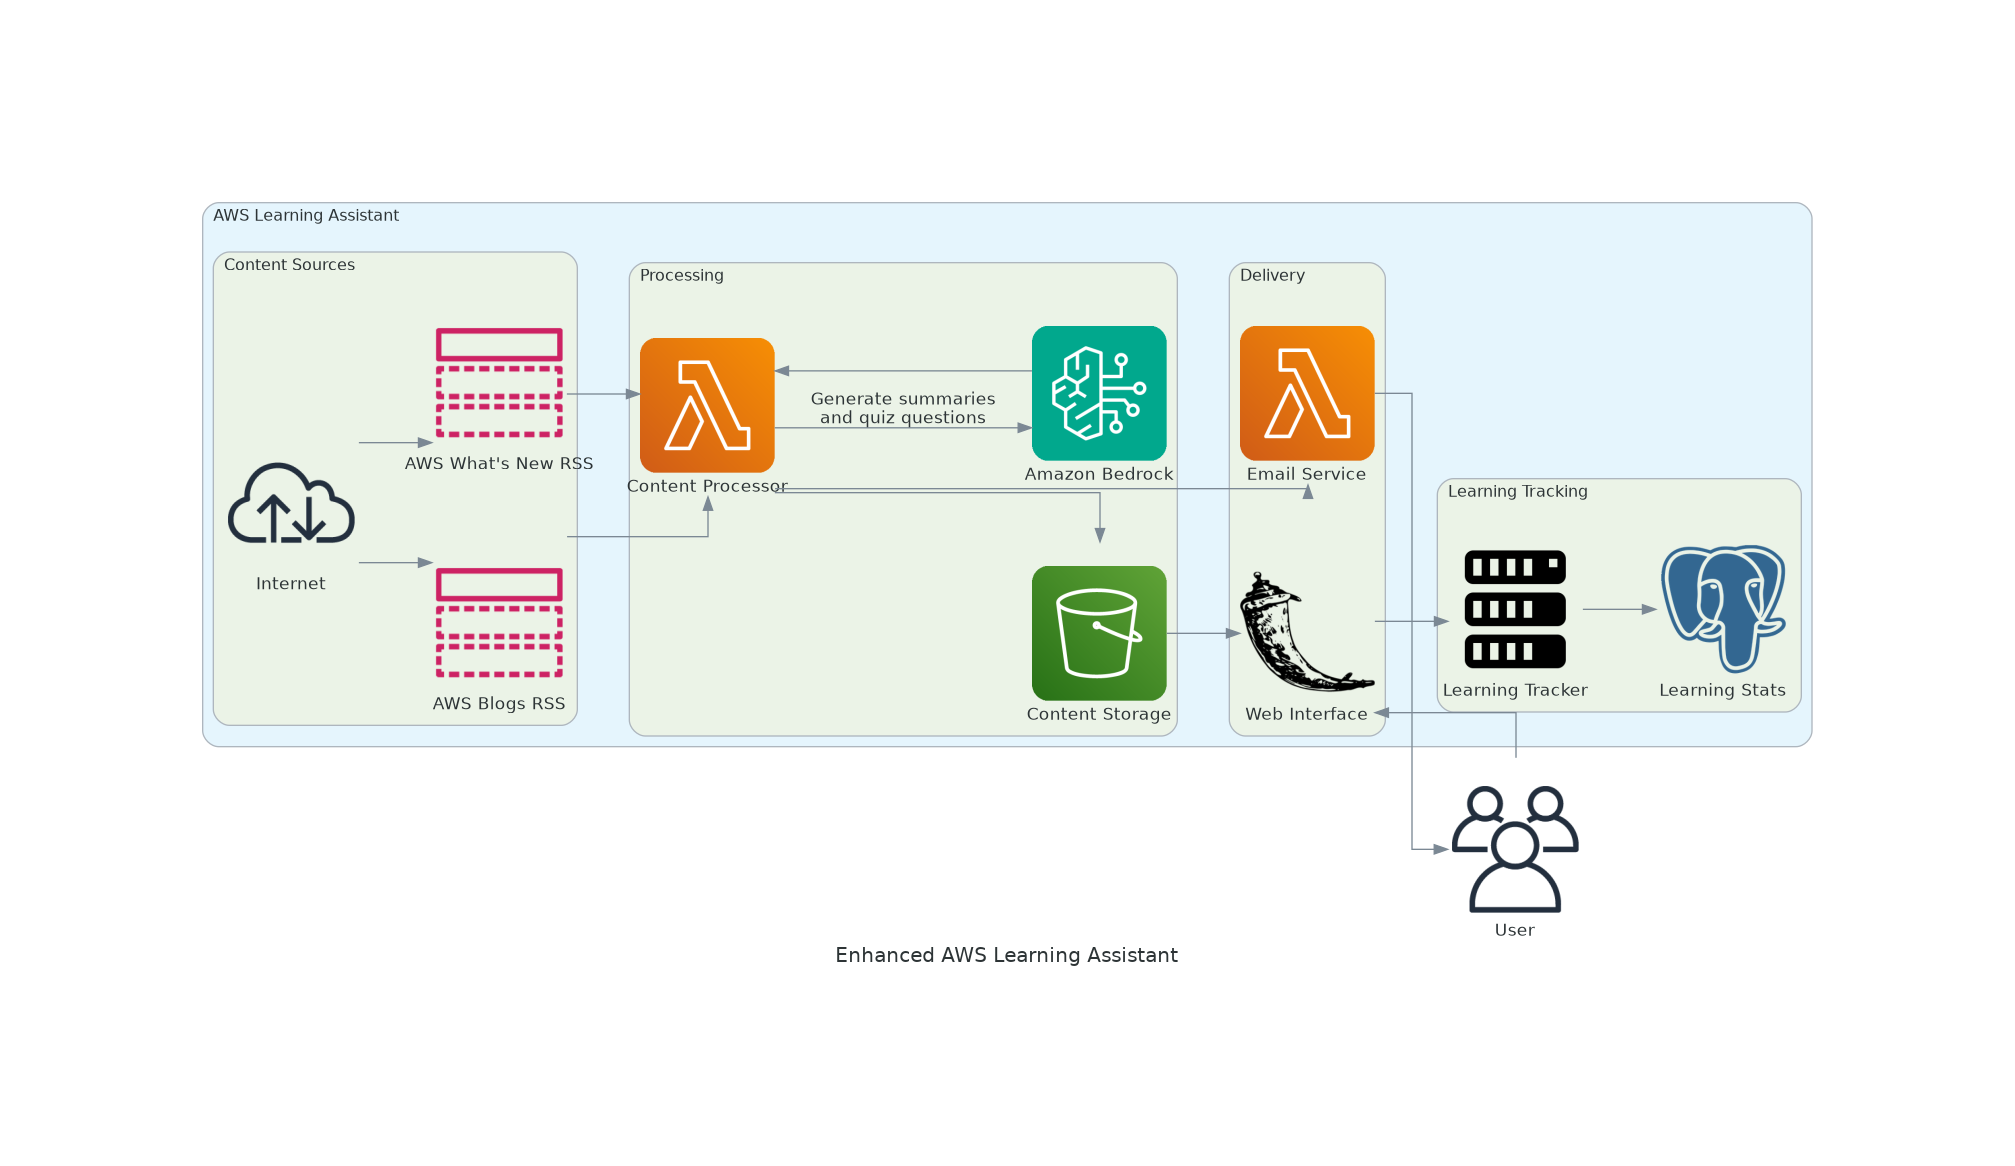 AWS Learning Assistant
Content Sources
AWS What's New RSS
Internet
AWS Blogs RSS
Processing
Content Processor
Generate summaries
and quiz questions
Amazon Bedrock
Content Storage
Delivery
Email Service
Web Interface
Learning Tracking
Learning Tracker
Learning Stats
User
Enhanced AWS Learning Assistant